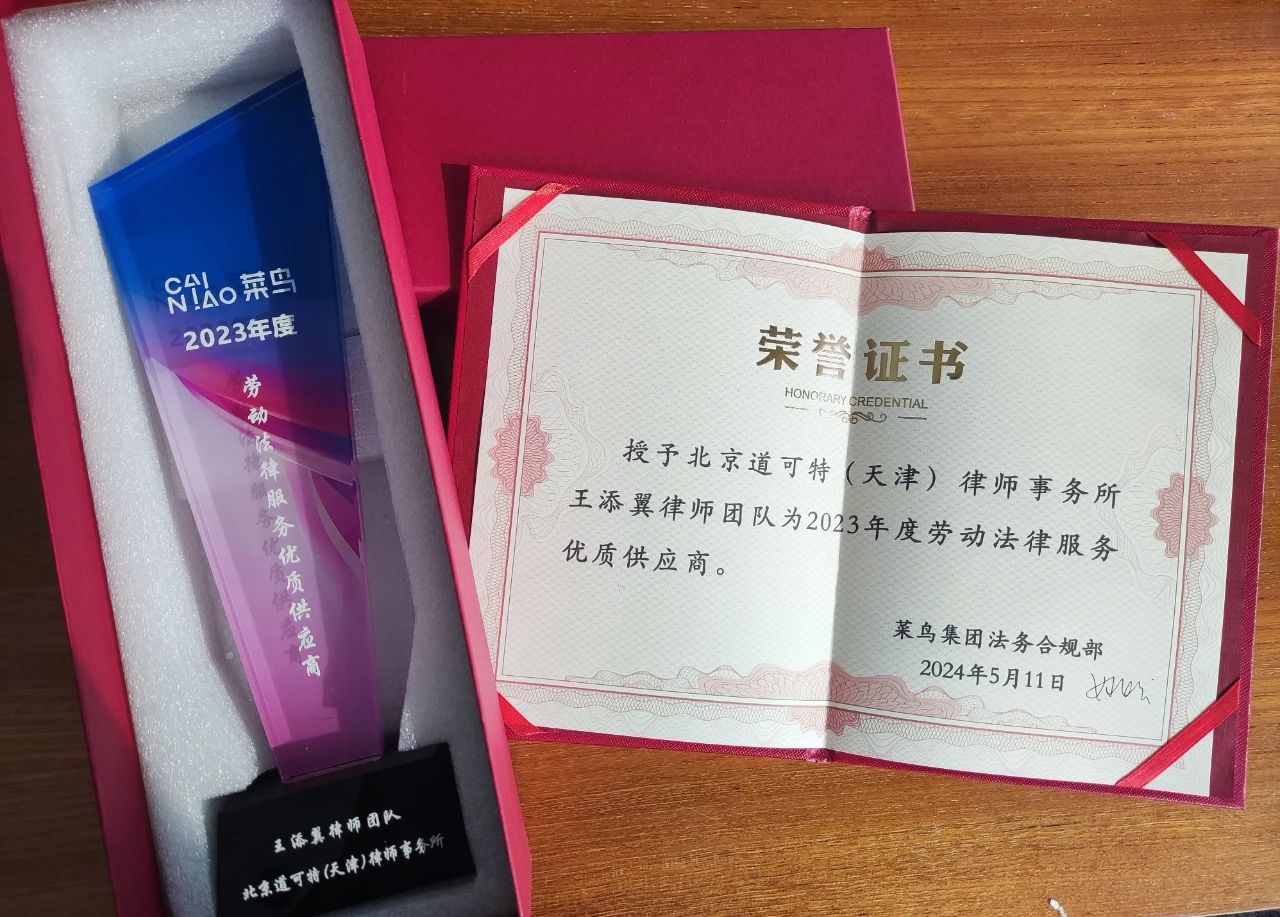 CAI
NIAO 菜鸟
2023年度
劳动法律服务优质供应商
王添翼律师团队
北京道可特(天津)律师事务所
荣誉证书
HONORARY CREDENTIAL
授予北京道可特（天津）律师事务所
王添翼律师团队为2023年度劳动法律服务
优质供应商。
菜鸟集团法务合规部
2024年5月11日